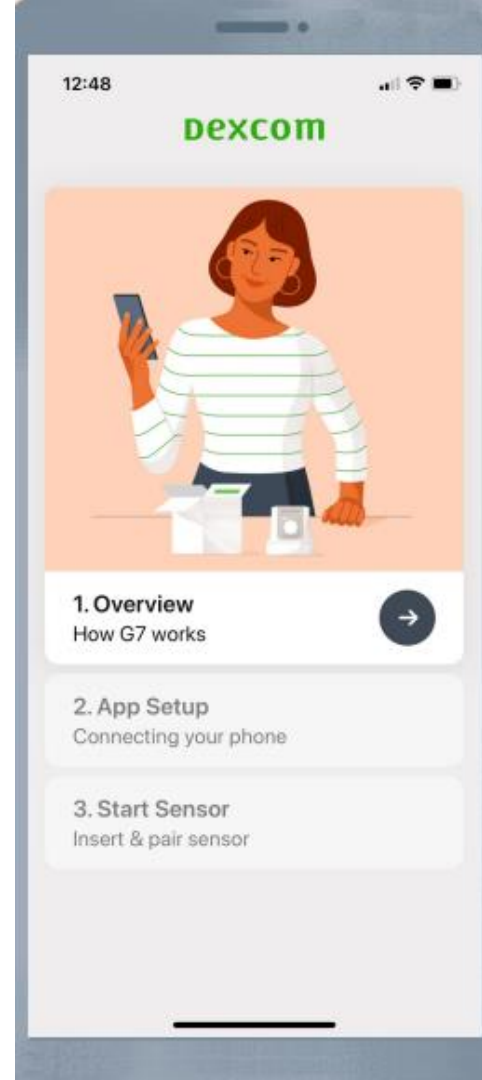 12:48
Dexcom
1. Overview
How G7 works
2. App Setup
Connecting your phone
3. Start Sensor
Insert & pair sensor